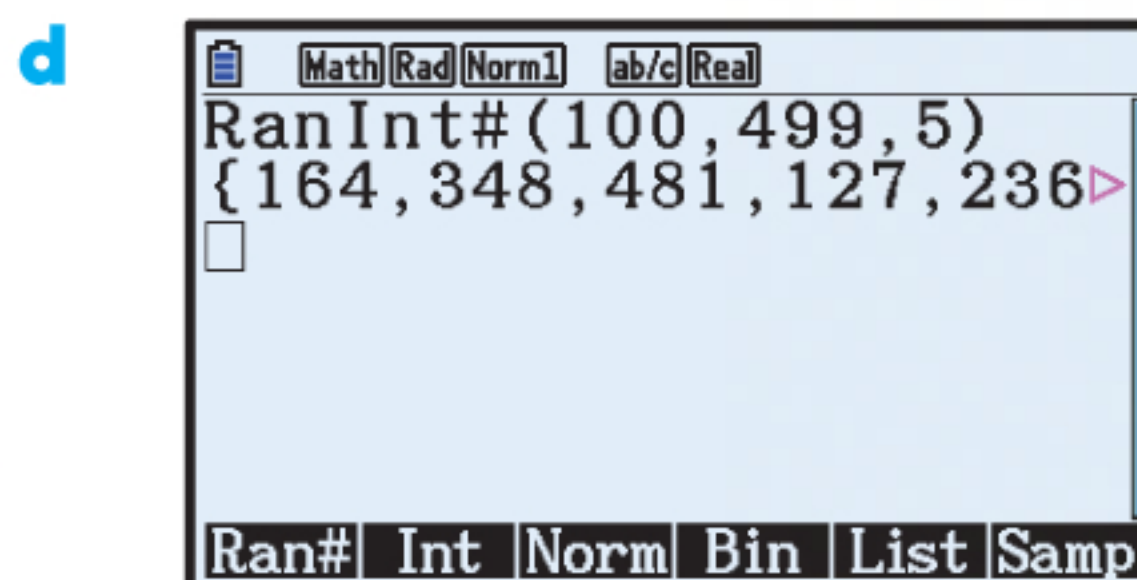 d
Math Rad Norm1 ab/c Real
RanInt#(100,499,5)
{164,348,481,127,236▷
Ran# Int Norm Bin List Samp